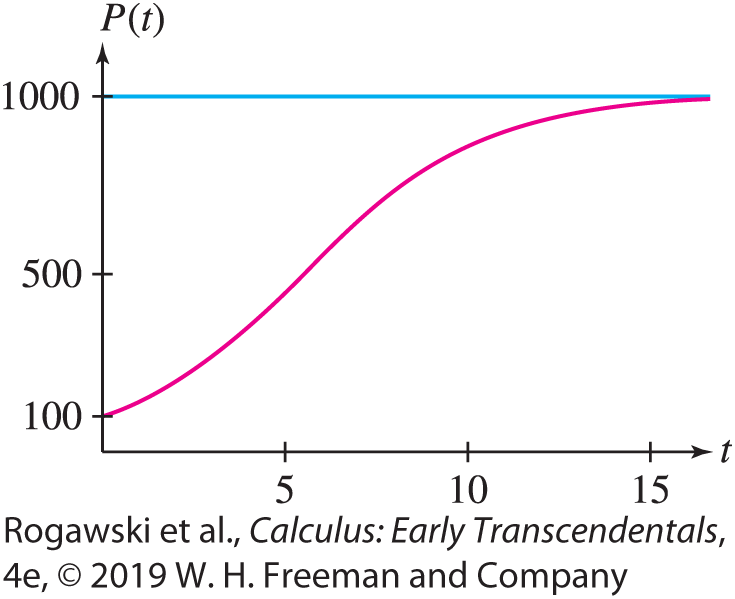 P(t)
1000
500
100
t
5 10 15
Rogawski et al., Calculus: Early Transcendentals,
4e, © 2019 W. H. Freeman and Company